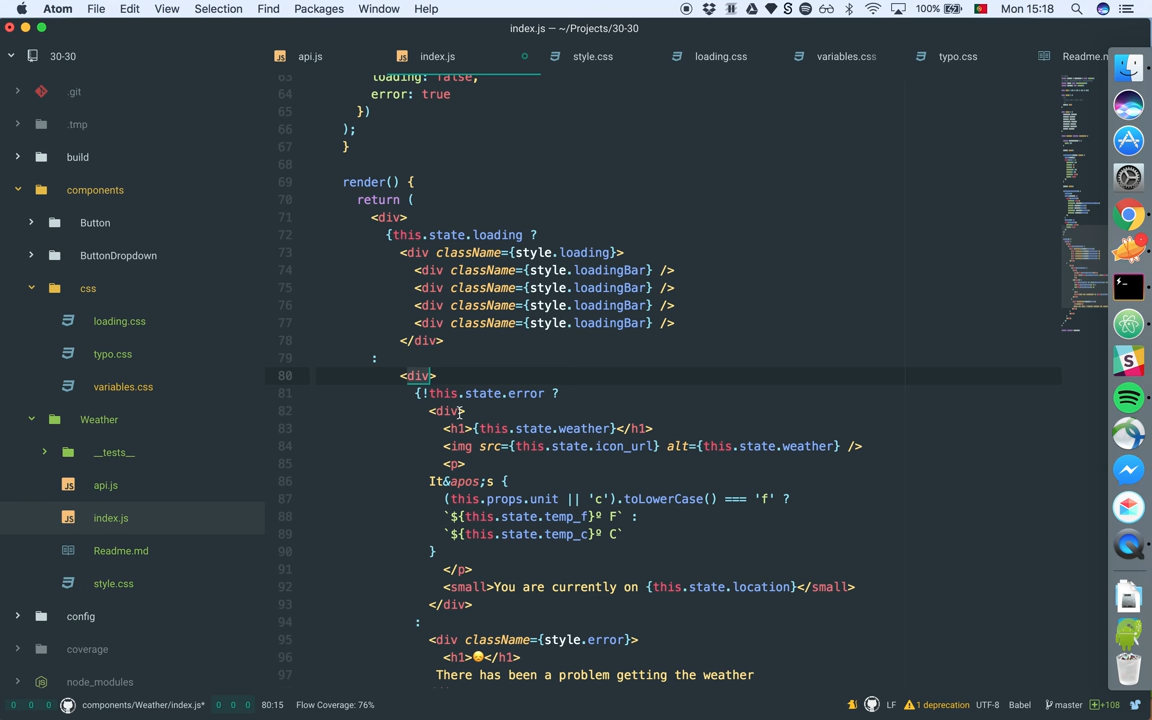 Atom File Edit View Selection Find Packages Window Help 100% Mon 15:18
index.js — ~/Projects/30-30
30-30 api.js index.js style.css loading.css variables.css typo.css Readme.n
.git
.tmp
build
components
Button
ButtonDropdown
css
loading.css
typo.css
variables.css
Weather
__tests__
api.js
index.js
Readme.md
style.css
config
coverage
node_modules
63 loading: false,
64 error: true
65 })
66 );
67 }
68
69 render() {
70 return (
71 <div>
72 {this.state.loading ?
73 <div className={style.loading}>
74 <div className={style.loadingBar} />
75 <div className={style.loadingBar} />
76 <div className={style.loadingBar} />
77 <div className={style.loadingBar} />
78 </div>
79 :
80 <div>
81 {!this.state.error ?
82 <div>
83 <h1>{this.state.weather}</h1>
84 <img src={this.state.icon_url} alt={this.state.weather} />
85 <p>
86 It&apos;s {
87 (this.props.unit || 'c').toLowerCase() === 'f' ?
88 `${this.state.temp_f}º F` :
89 `${this.state.temp_c}º C`
90 }
91 </p>
92 <small>You are currently on {this.state.location}</small>
93 </div>
94 :
95 <div className={style.error}>
96 <h1>😞</h1>
97 There has been a problem getting the weather
0 0 0 components/Weather/index.js* 0 0 0 80:15 Flow Coverage: 76% LF 1 deprecation UTF-8 Babel master +108